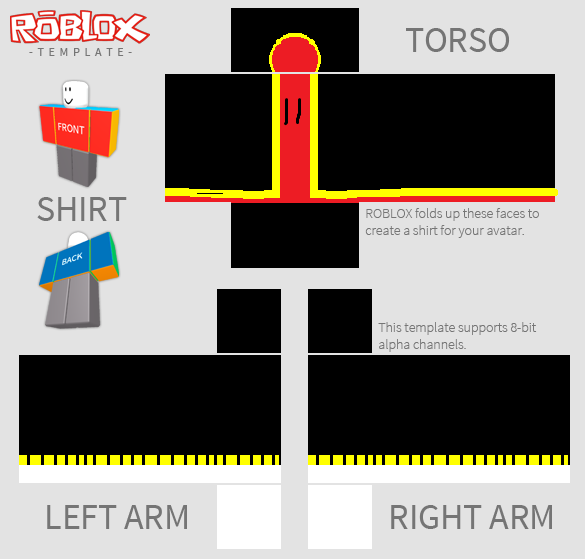 ROBLOX
-TEMPLATE-
TORSO
FRONT
SHIRT
ROBLOX folds up these faces to
create a shirt for your avatar.
BACK
This template supports 8-bit
alpha channels.
LEFT ARM
RIGHT ARM